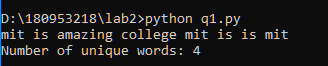 D:\180953218\lab2>python q1.py
mit is amazing college mit is is mit
Number of unique words: 4